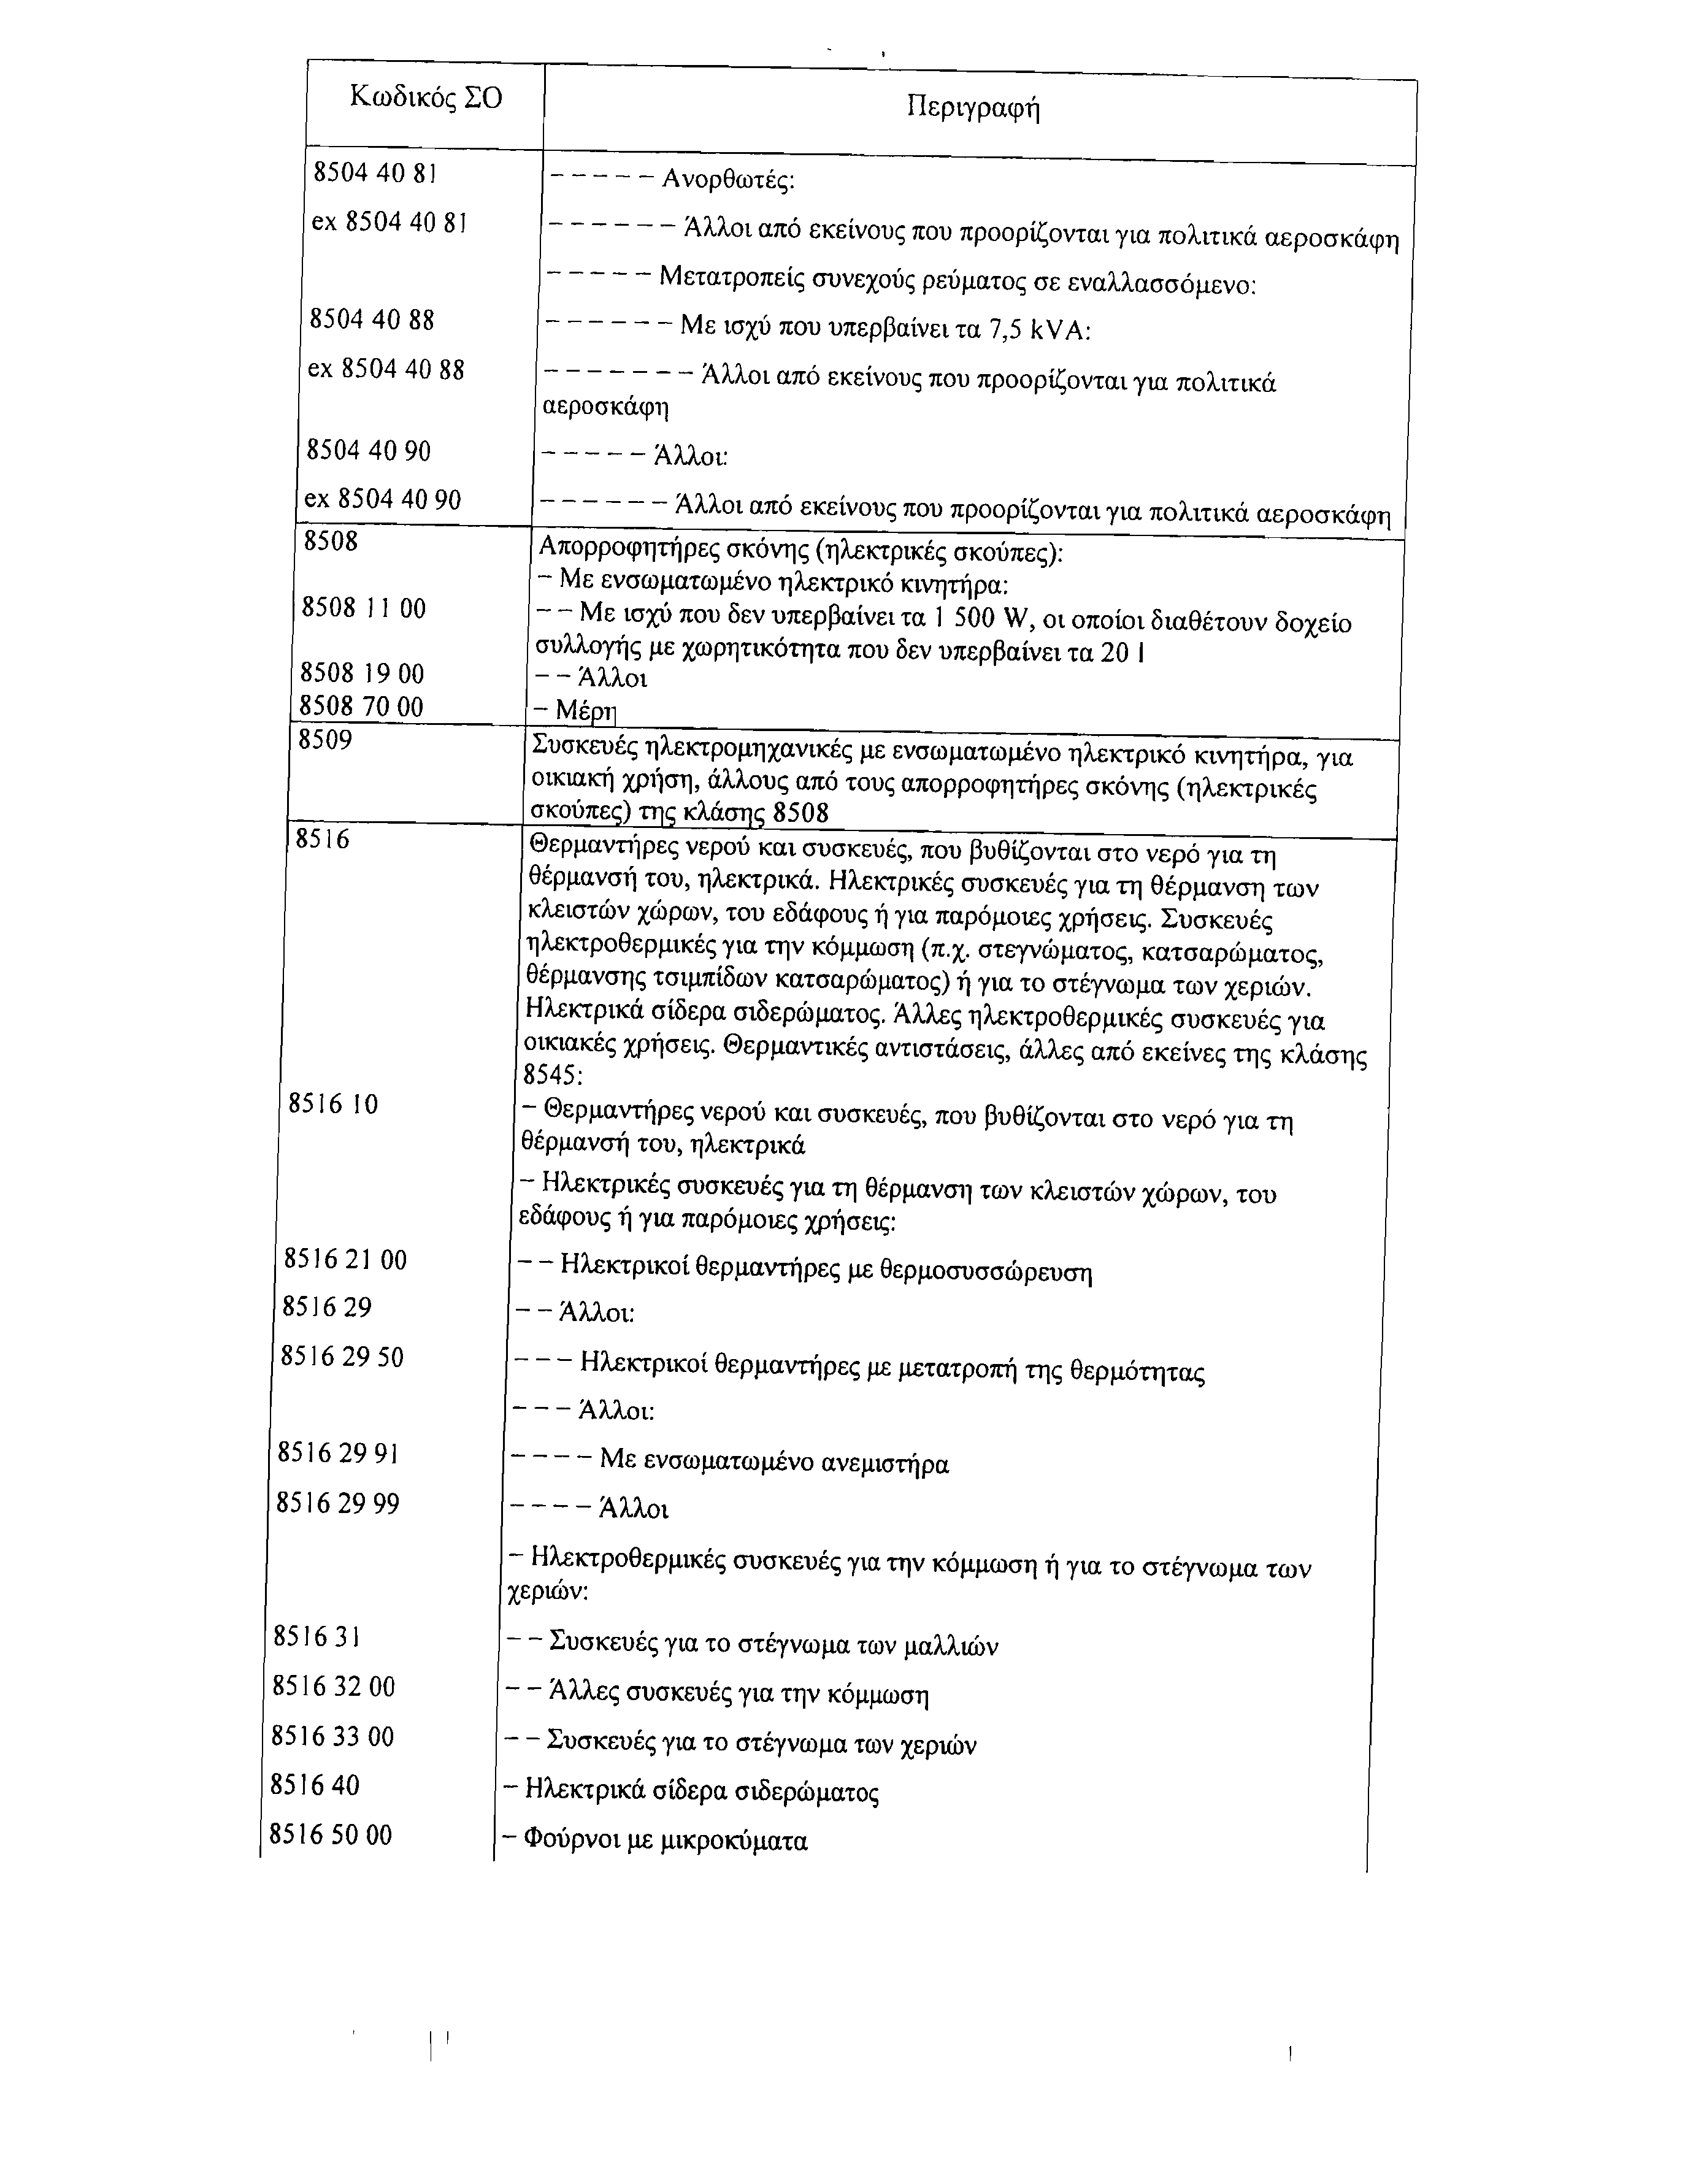 Κωδικός ΣΟ Περιγραφή
8504 40 81 – – – – – Ανορθωτές:
ex 8504 40 81 – – – – – – Άλλοι από εκείνους που προορίζονται για πολιτικά αεροσκάφη
– – – – – Μετατροπείς συνεχούς ρεύματος σε εναλλασσόμενο:
8504 40 88 – – – – – – Με ισχύ που υπερβαίνει τα 7,5 kVA:
ex 8504 40 88 – – – – – – – Άλλοι από εκείνους που προορίζονται για πολιτικά
αεροσκάφη
8504 40 90 – – – – – Άλλοι:
ex 8504 40 90 – – – – – – Άλλοι από εκείνους που προορίζονται για πολιτικά αεροσκάφη
8508 Απορροφητήρες σκόνης (ηλεκτρικές σκούπες):
– Με ενσωματωμένο ηλεκτρικό κινητήρα:
8508 11 00 – – Με ισχύ που δεν υπερβαίνει τα 1 500 W, οι οποίοι διαθέτουν δοχείο
συλλογής με χωρητικότητα που δεν υπερβαίνει τα 20 l
8508 19 00 – – Άλλοι
8508 70 00 – Μέρη
8509 Συσκευές ηλεκτρομηχανικές με ενσωματωμένο ηλεκτρικό κινητήρα, για
οικιακή χρήση, άλλους από τους απορροφητήρες σκόνης (ηλεκτρικές
σκούπες) της κλάσης 8508
8516 Θερμαντήρες νερού και συσκευές, που βυθίζονται στο νερό για τη
θέρμανσή του, ηλεκτρικά. Ηλεκτρικές συσκευές για τη θέρμανση των
κλειστών χώρων, του εδάφους ή για παρόμοιες χρήσεις. Συσκευές
ηλεκτροθερμικές για την κόμμωση (π.χ. στεγνώματος, κατσαρώματος,
θέρμανσης τσιμπίδων κατσαρώματος) ή για το στέγνωμα των χεριών.
Ηλεκτρικά σίδερα σιδερώματος. Άλλες ηλεκτροθερμικές συσκευές για
οικιακές χρήσεις. Θερμαντικές αντιστάσεις, άλλες από εκείνες της κλάσης
8545:
8516 10 – Θερμαντήρες νερού και συσκευές, που βυθίζονται στο νερό για τη
θέρμανσή του, ηλεκτρικά
– Ηλεκτρικές συσκευές για τη θέρμανση των κλειστών χώρων, του
εδάφους ή για παρόμοιες χρήσεις:
8516 21 00 – – Ηλεκτρικοί θερμαντήρες με θερμοσυσσώρευση
8516 29 – – Άλλοι:
8516 29 50 – – – Ηλεκτρικοί θερμαντήρες με μετατροπή της θερμότητας
– – – Άλλοι:
8516 29 91 – – – – Με ενσωματωμένο ανεμιστήρα
8516 29 99 – – – – Άλλοι
– Ηλεκτροθερμικές συσκευές για την κόμμωση ή για το στέγνωμα των
χεριών:
8516 31 – – Συσκευές για το στέγνωμα των μαλλιών
8516 32 00 – – Άλλες συσκευές για την κόμμωση
8516 33 00 – – Συσκευές για το στέγνωμα των χεριών
8516 40 – Ηλεκτρικά σίδερα σιδερώματος
8516 50 00 – Φούρνοι με μικροκύματα